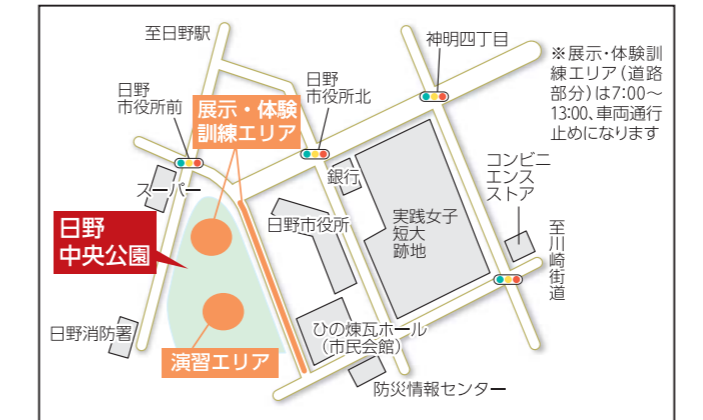 至日野駅
神明四丁目
※展示・体験訓
練エリア(道路
部分)は7:00〜
13:00、車両通行
止めになります
日野
市役所前
日野
市役所北
展示・体験
訓練エリア
銀行
コンビニ
エンス
ストア
スーパー
日野
中央公園
日野市役所
実践女子
短大
跡地
至川崎街道
日野消防署
演習エリア
ひの煉瓦ホール
(市民会館)
防災情報センター